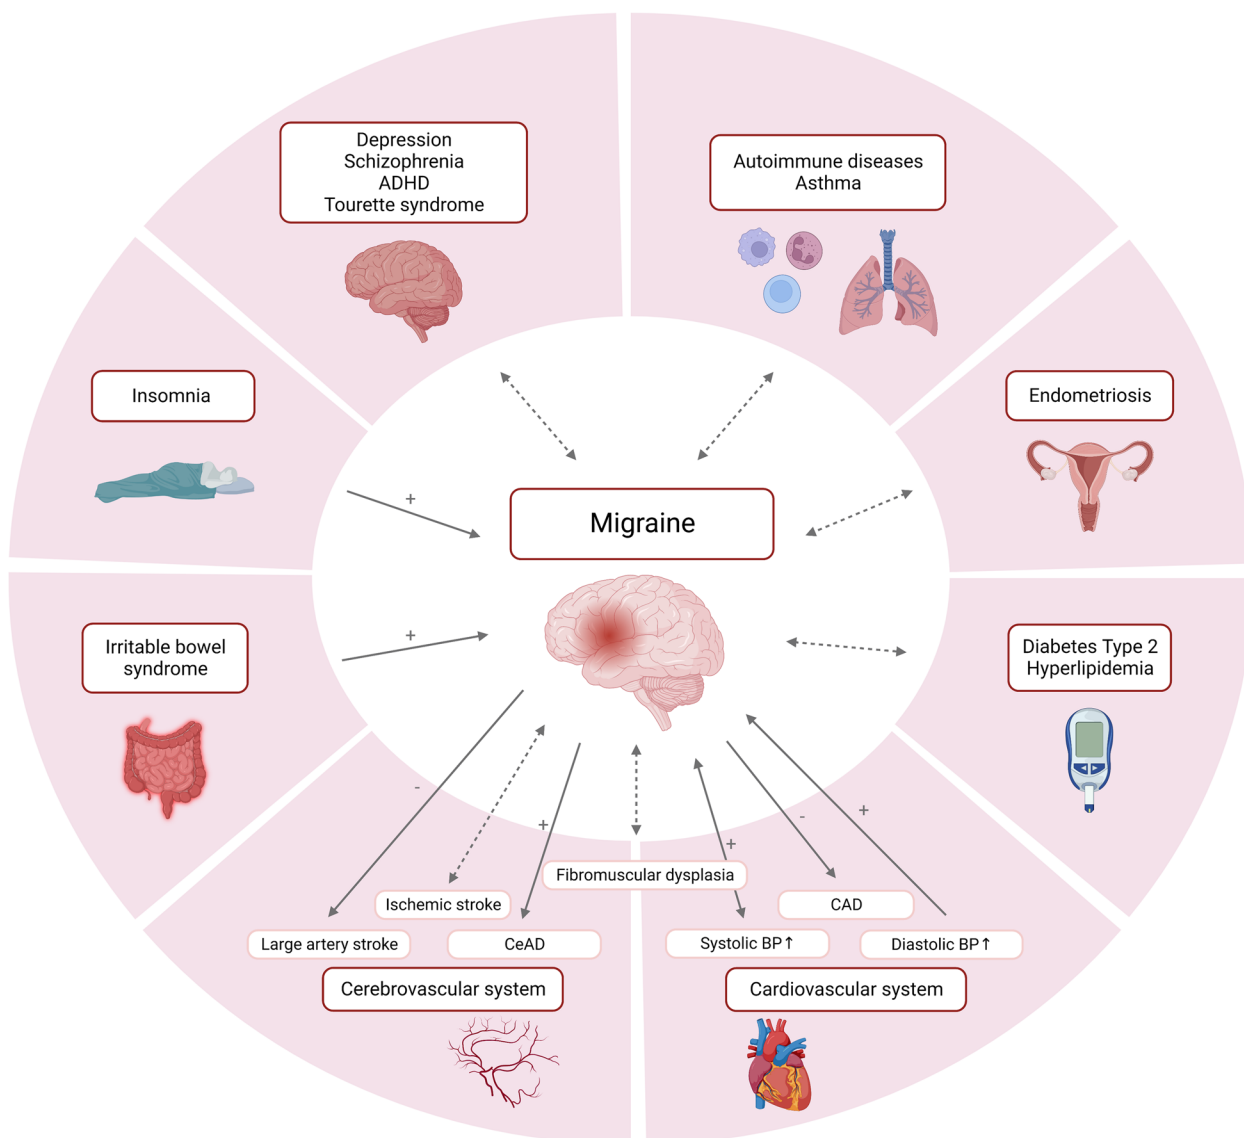 Depression
Schizophrenia
ADHD
Tourette syndrome
Autoimmune diseases
Asthma
Insomnia
Endometriosis
+
Migraine
Irritable bowel
syndrome
+
Diabetes Type 2
Hyperlipidemia
-
+
+
-
+
Fibromuscular dysplasia
Ischemic stroke
CAD
Large artery stroke
CeAD
Systolic BP↑
Diastolic BP↑
Cerebrovascular system
Cardiovascular system